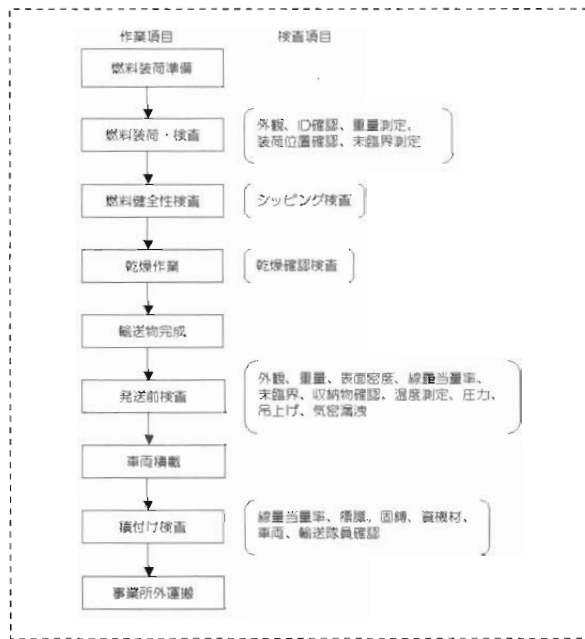 作業項目
検査項目
燃料装荷準備
燃料装荷・検査
外観、ID確認、重量測定、
装荷位置確認、未臨界測定
燃料健全性検査
シッピング検査
乾燥作業
乾燥確認検査
輸送物完成
発送前検査
外観、重量、表面密度、線量当量率、
未臨界、収納物確認、温度測定、圧力、
吊上げ、気密漏洩
車両積載
積付け検査
線量当量率、標識、固縛、資機材、
車両、輸送隊員確認
事業所外運搬